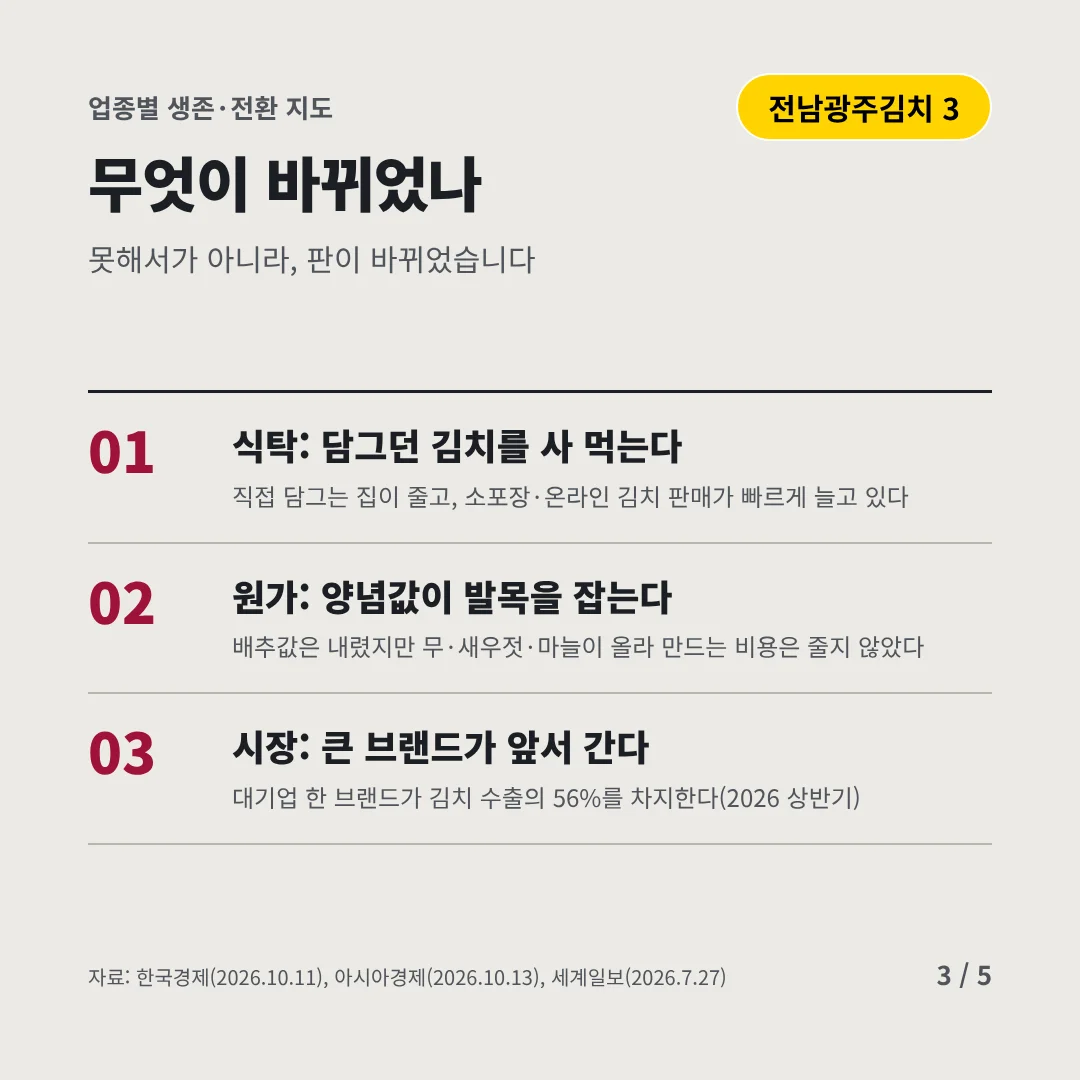 업종별 생존·전환 지도
전남광주김치 3
무엇이 바뀌었나
못해서가 아니라, 판이 바뀌었습니다
01
식탁: 담그던 김치를 사 먹는다
직접 담그는 집이 줄고, 소포장·온라인 김치 판매가 빠르게 늘고 있다
02
원가: 양념값이 발목을 잡는다
배추값은 내렸지만 무·새우젓·마늘이 올라 만드는 비용은 줄지 않았다
03
시장: 큰 브랜드가 앞서 간다
대기업 한 브랜드가 김치 수출의 56%를 차지한다(2026 상반기)
자료: 한국경제(2026.10.11), 아시아경제(2026.10.13), 세계일보(2026.7.27)
3 / 5